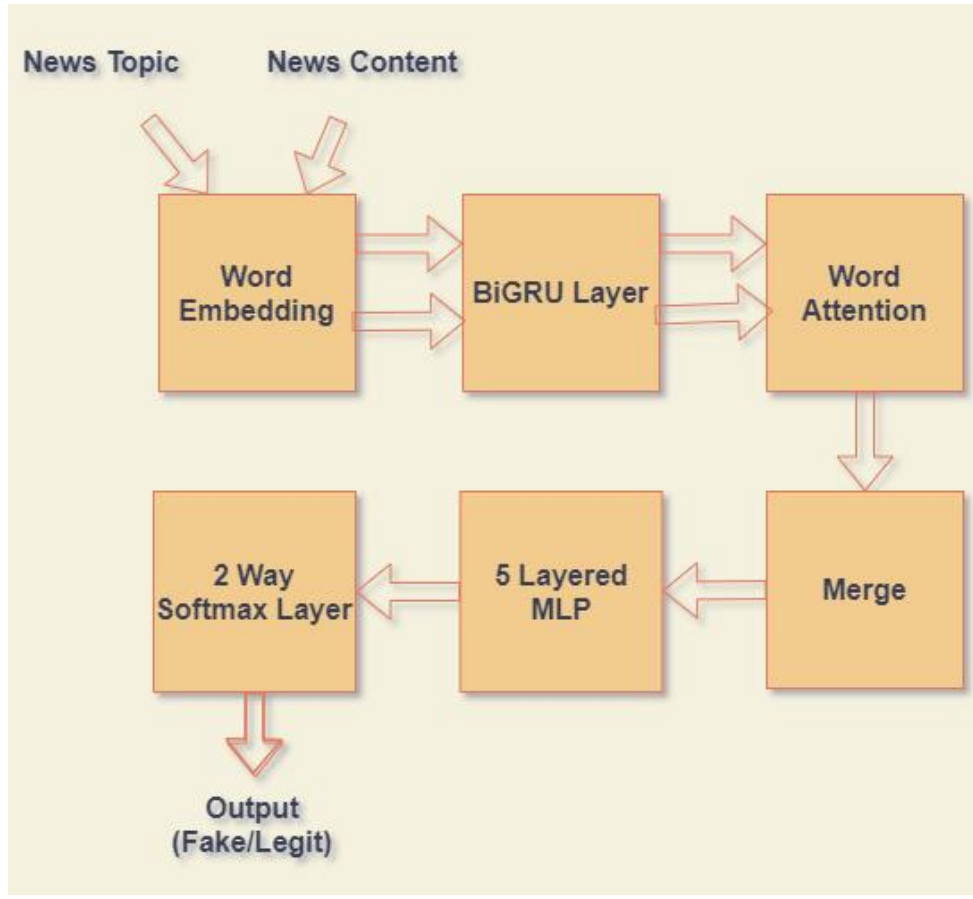 News Topic
News Content
Word
Embedding
BiGRU Layer
Word
Attention
2 Way
Softmax Layer
5 Layered
MLP
Merge
Output
(Fake/Legit)